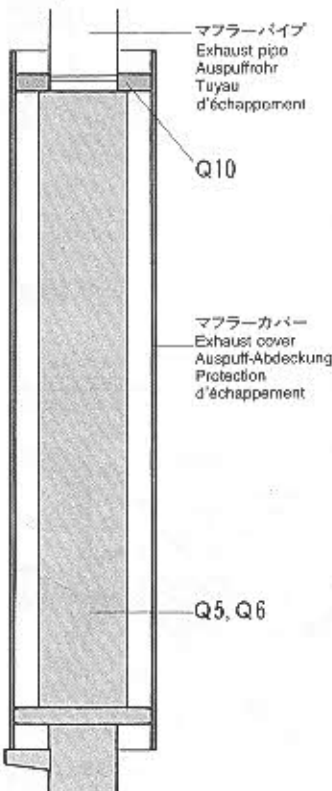 マフラーパイプ
Exhaust pipe
Auspuffrohr
Tuyau
d'échappement
Q10
マフラーカバー
Exhaust cover
Auspuff-Abdeckung
Protection
d'échappement
Q5, Q6